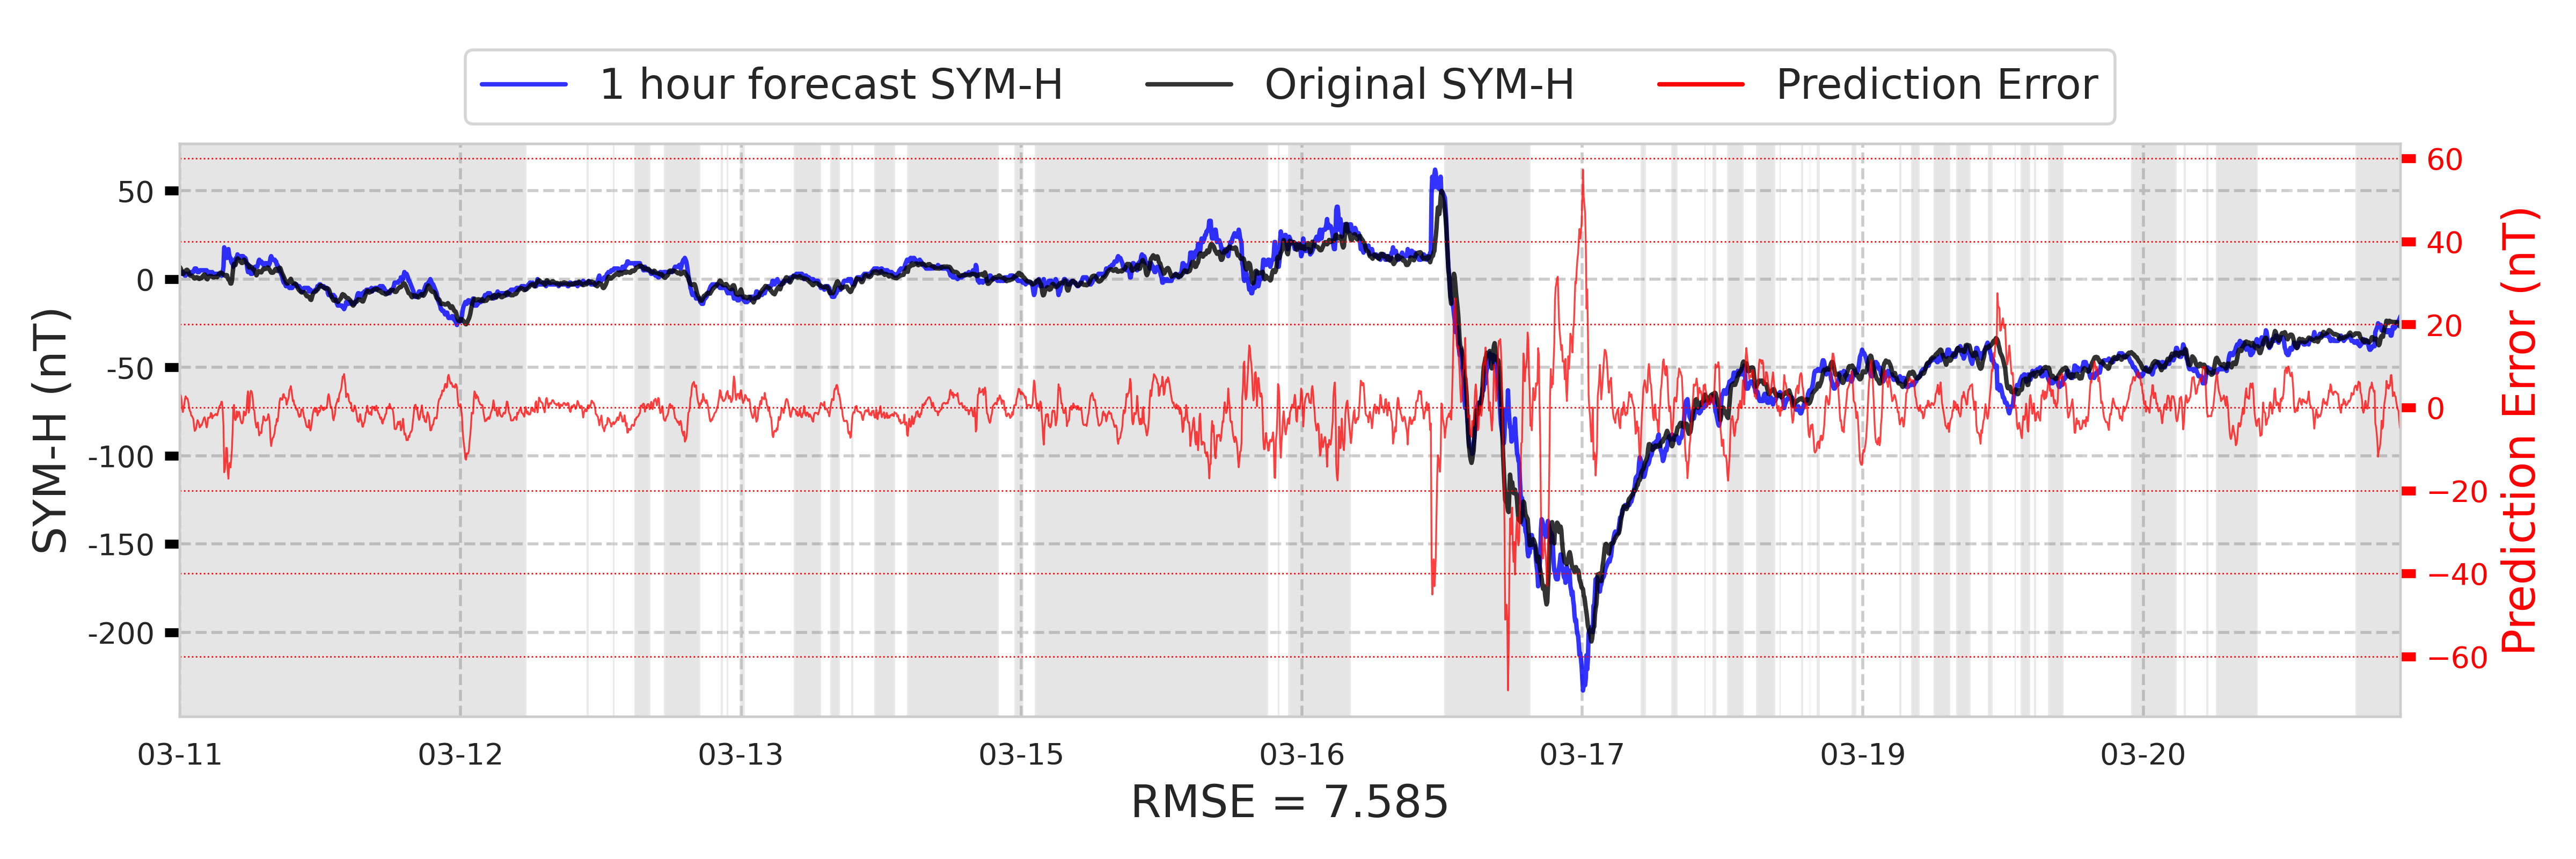 1 hour forecast SYM-H Original SYM-H Prediction Error
SYM-H (nT)
50
0
-50
-100
-150
-200
60
40
20
0
−20
−40
−60
Prediction Error (nT)
03-11 03-12 03-13 03-15 03-16 03-17 03-19 03-20
RMSE = 7.585